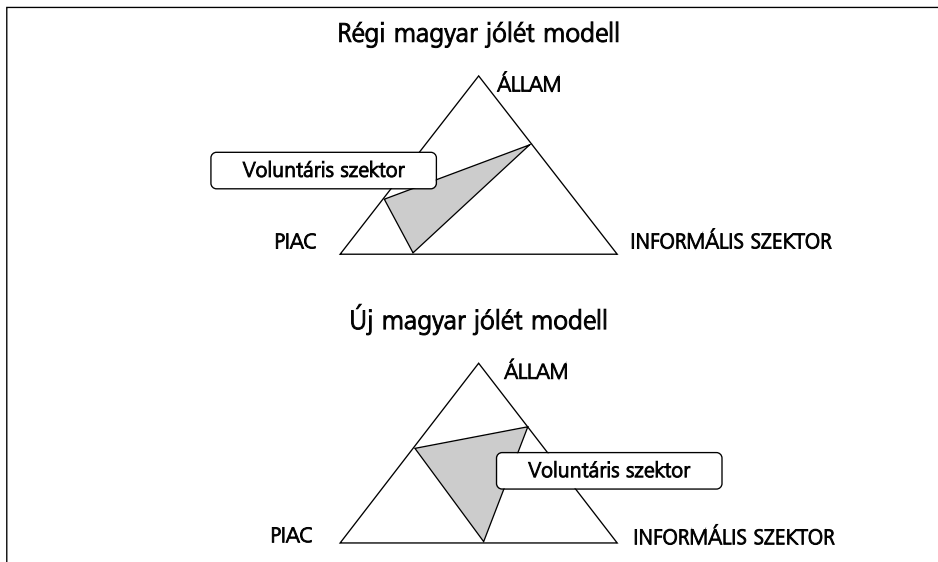 Régi magyar jólét modell
ÁLLAM
Voluntáris szektor
PIAC
INFORMÁLIS SZEKTOR
Új magyar jólét modell
ÁLLAM
Voluntáris szektor
PIAC
INFORMÁLIS SZEKTOR